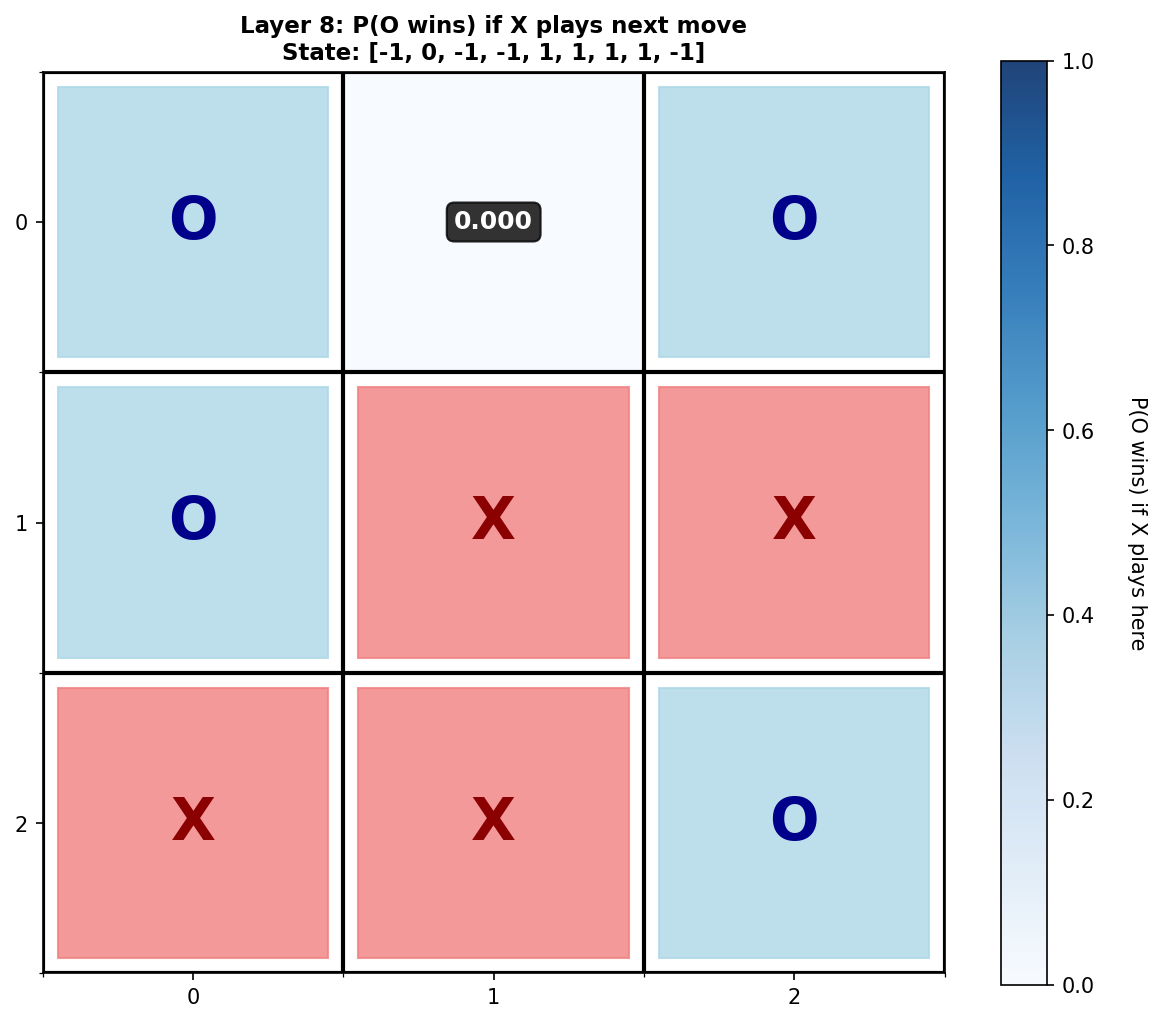 Layer 8: P(O wins) if X plays next move
State: [-1, 0, -1, -1, 1, 1, 1, 1, -1]
0
O
0.000
O
1
O
X
X
2
X
X
O
0
1
2
1.0
0.8
0.6
0.4
0.2
0.0
P(O wins) if X plays here